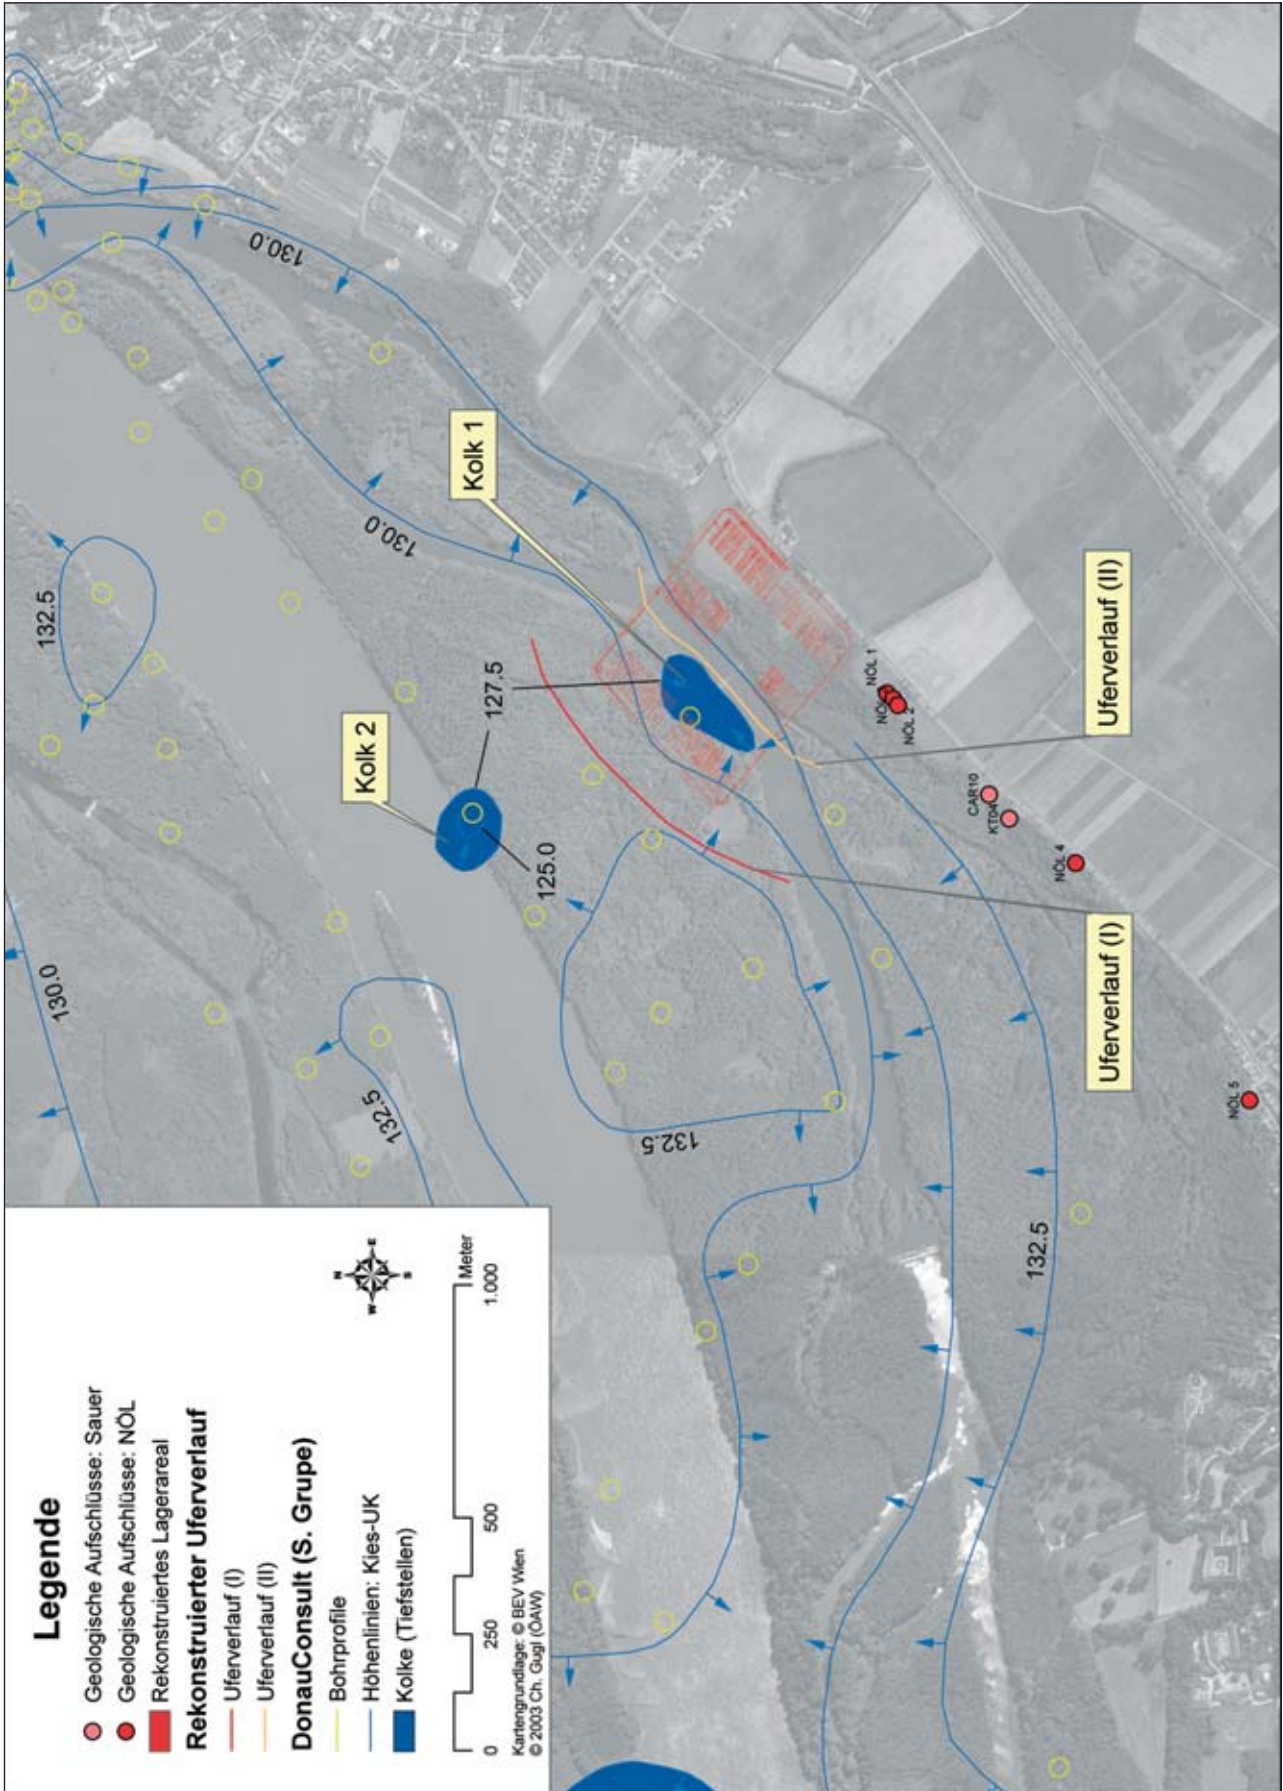 Legende
Geologische Aufschlüsse: Sauer
Geologische Aufschlüsse: NÖL
Rekonstruiertes Lagerareal
Rekonstruierter Uferverlauf
Uferverlauf (I)
Uferverlauf (II)
DonauConsult (S. Grupe)
Bohrprofile
Höhenlinien: Kies-UK
Kolke (Tiefstellen)
N
W
E
S
0
250
500
1.000
Meter
Kartengrundlage: © BEV Wien
© 2003 Ch. Gugl (ÖAW)
130.0
132.5
132.5
132.5
132.5
130.0
130.0
Kolk 2
Kolk 1
127.5
125.0
Uferverlauf (I)
Uferverlauf (II)
NÖL 1
NÖL 2
CAR10
KT04
NÖL 4
NÖL 5